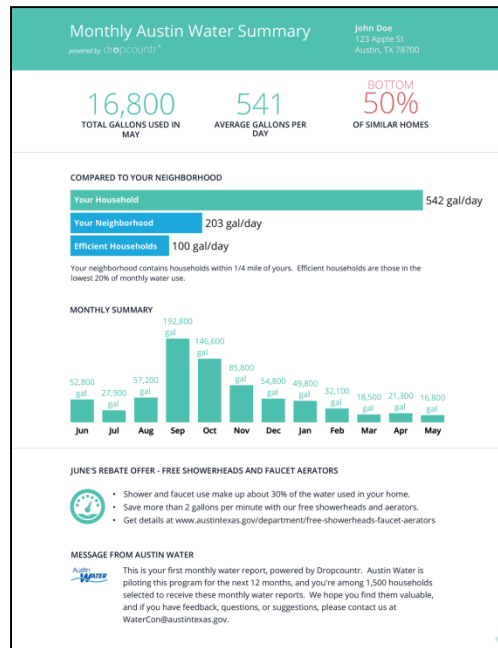 Monthly Austin Water Summary
powered by dropcountr
John Doe
123 Apple St
Austin, TX 78700
16,800
TOTAL GALLONS USED IN
MAY
541
AVERAGE GALLONS PER
DAY
BOTTOM
50%
OF SIMILAR HOMES
COMPARED TO YOUR NEIGHBORHOOD
Your Household 542 gal/day
Your Neighborhood 203 gal/day
Efficient Households 100 gal/day
Your neighborhood contains households within 1/4 mile of yours. Efficient households are those in the
lowest 20% of monthly water use.
MONTHLY SUMMARY
52,800 gal
27,900 gal
57,200 gal
192,800 gal
146,600 gal
85,800 gal
54,800 gal
49,800 gal
32,100 gal
18,500 gal
21,300 gal
16,800 gal
Jun Jul Aug Sep Oct Nov Dec Jan Feb Mar Apr May
JUNE'S REBATE OFFER - FREE SHOWERHEADS AND FAUCET AERATORS
• Shower and faucet use make up about 30% of the water used in your home.
• Save more than 2 gallons per minute with our free showerheads and aerators.
• Get details at www.austintexas.gov/department/free-showerheads-faucet-aerators
MESSAGE FROM AUSTIN WATER
Austin
WATER
This is your first monthly water report, powered by Dropcountr. Austin Water is
piloting this program for the next 12 months, and you're among 1,500 households
selected to receive these monthly water reports. We hope you find them valuable,
and if you have feedback, questions, or suggestions, please contact us at
WaterCon@austintexas.gov.
1